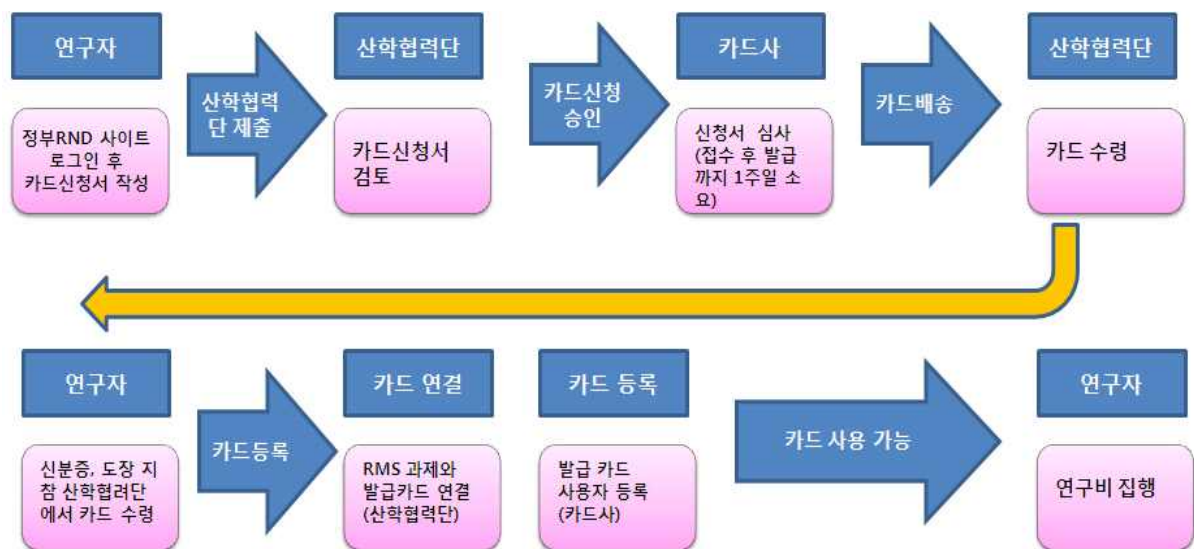 연구자
정부RND 사이트
로그인 후
카드신청서 작성
산학협력
단 제출
산학협력단
카드신청서
검토
카드신청
승인
카드사
신청서 심사
(접수 후 발급
까지 1주일 소
요)
카드배송
산학협력단
카드 수령
연구자
신분증, 도장 지
참 산학협려단
에서 카드 수령
카드등록
카드 연결
RMS 과제와
발급카드 연결
(산학협력단)
카드 등록
발급 카드
사용자 등록
(카드사)
카드 사용 가능
연구자
연구비 집행